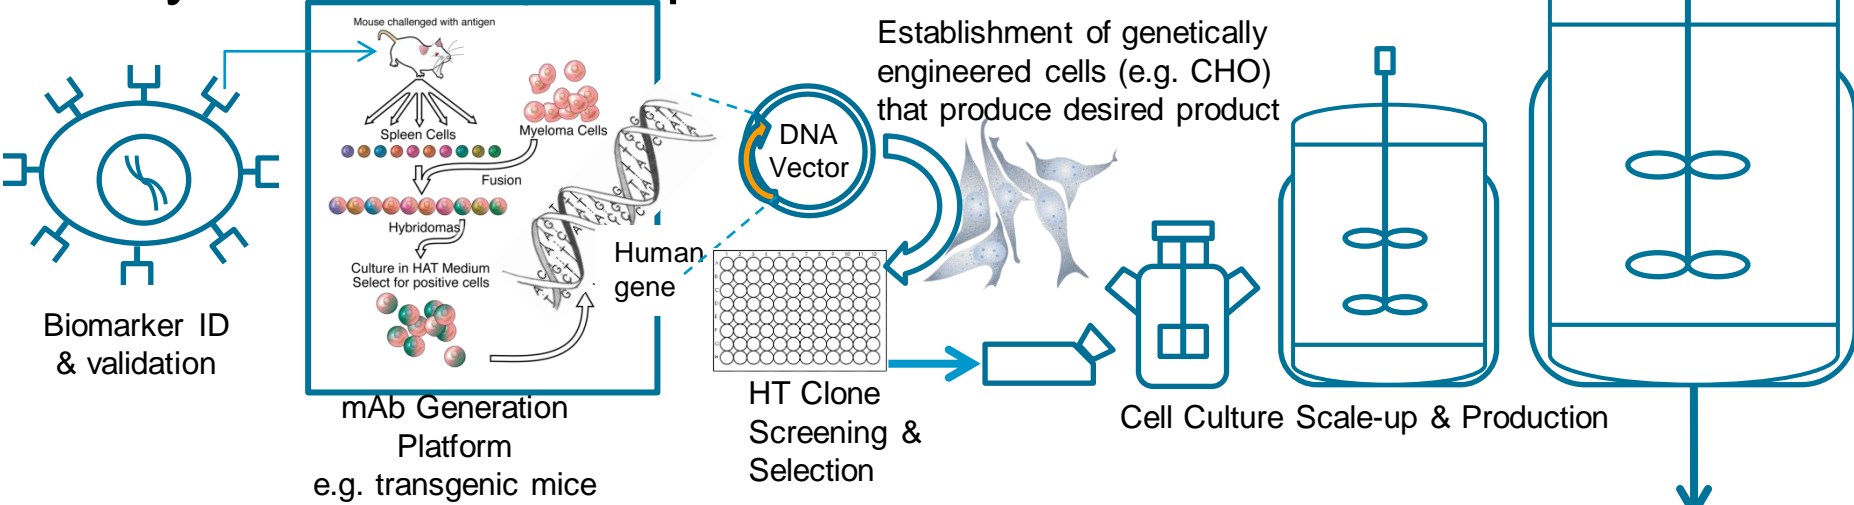 Mouse challenged with antigen
Spleen Cells
Myeloma Cells
Fusion
Hybridomas
Culture in HAT Medium
Select for positive cells
Biomarker ID
& validation
mAb Generation
Platform
e.g. transgenic mice
Human
gene
DNA
Vector
Establishment of genetically
engineered cells (e.g. CHO)
that produce desired product
HT Clone
Screening &
Selection
Cell Culture Scale-up & Production